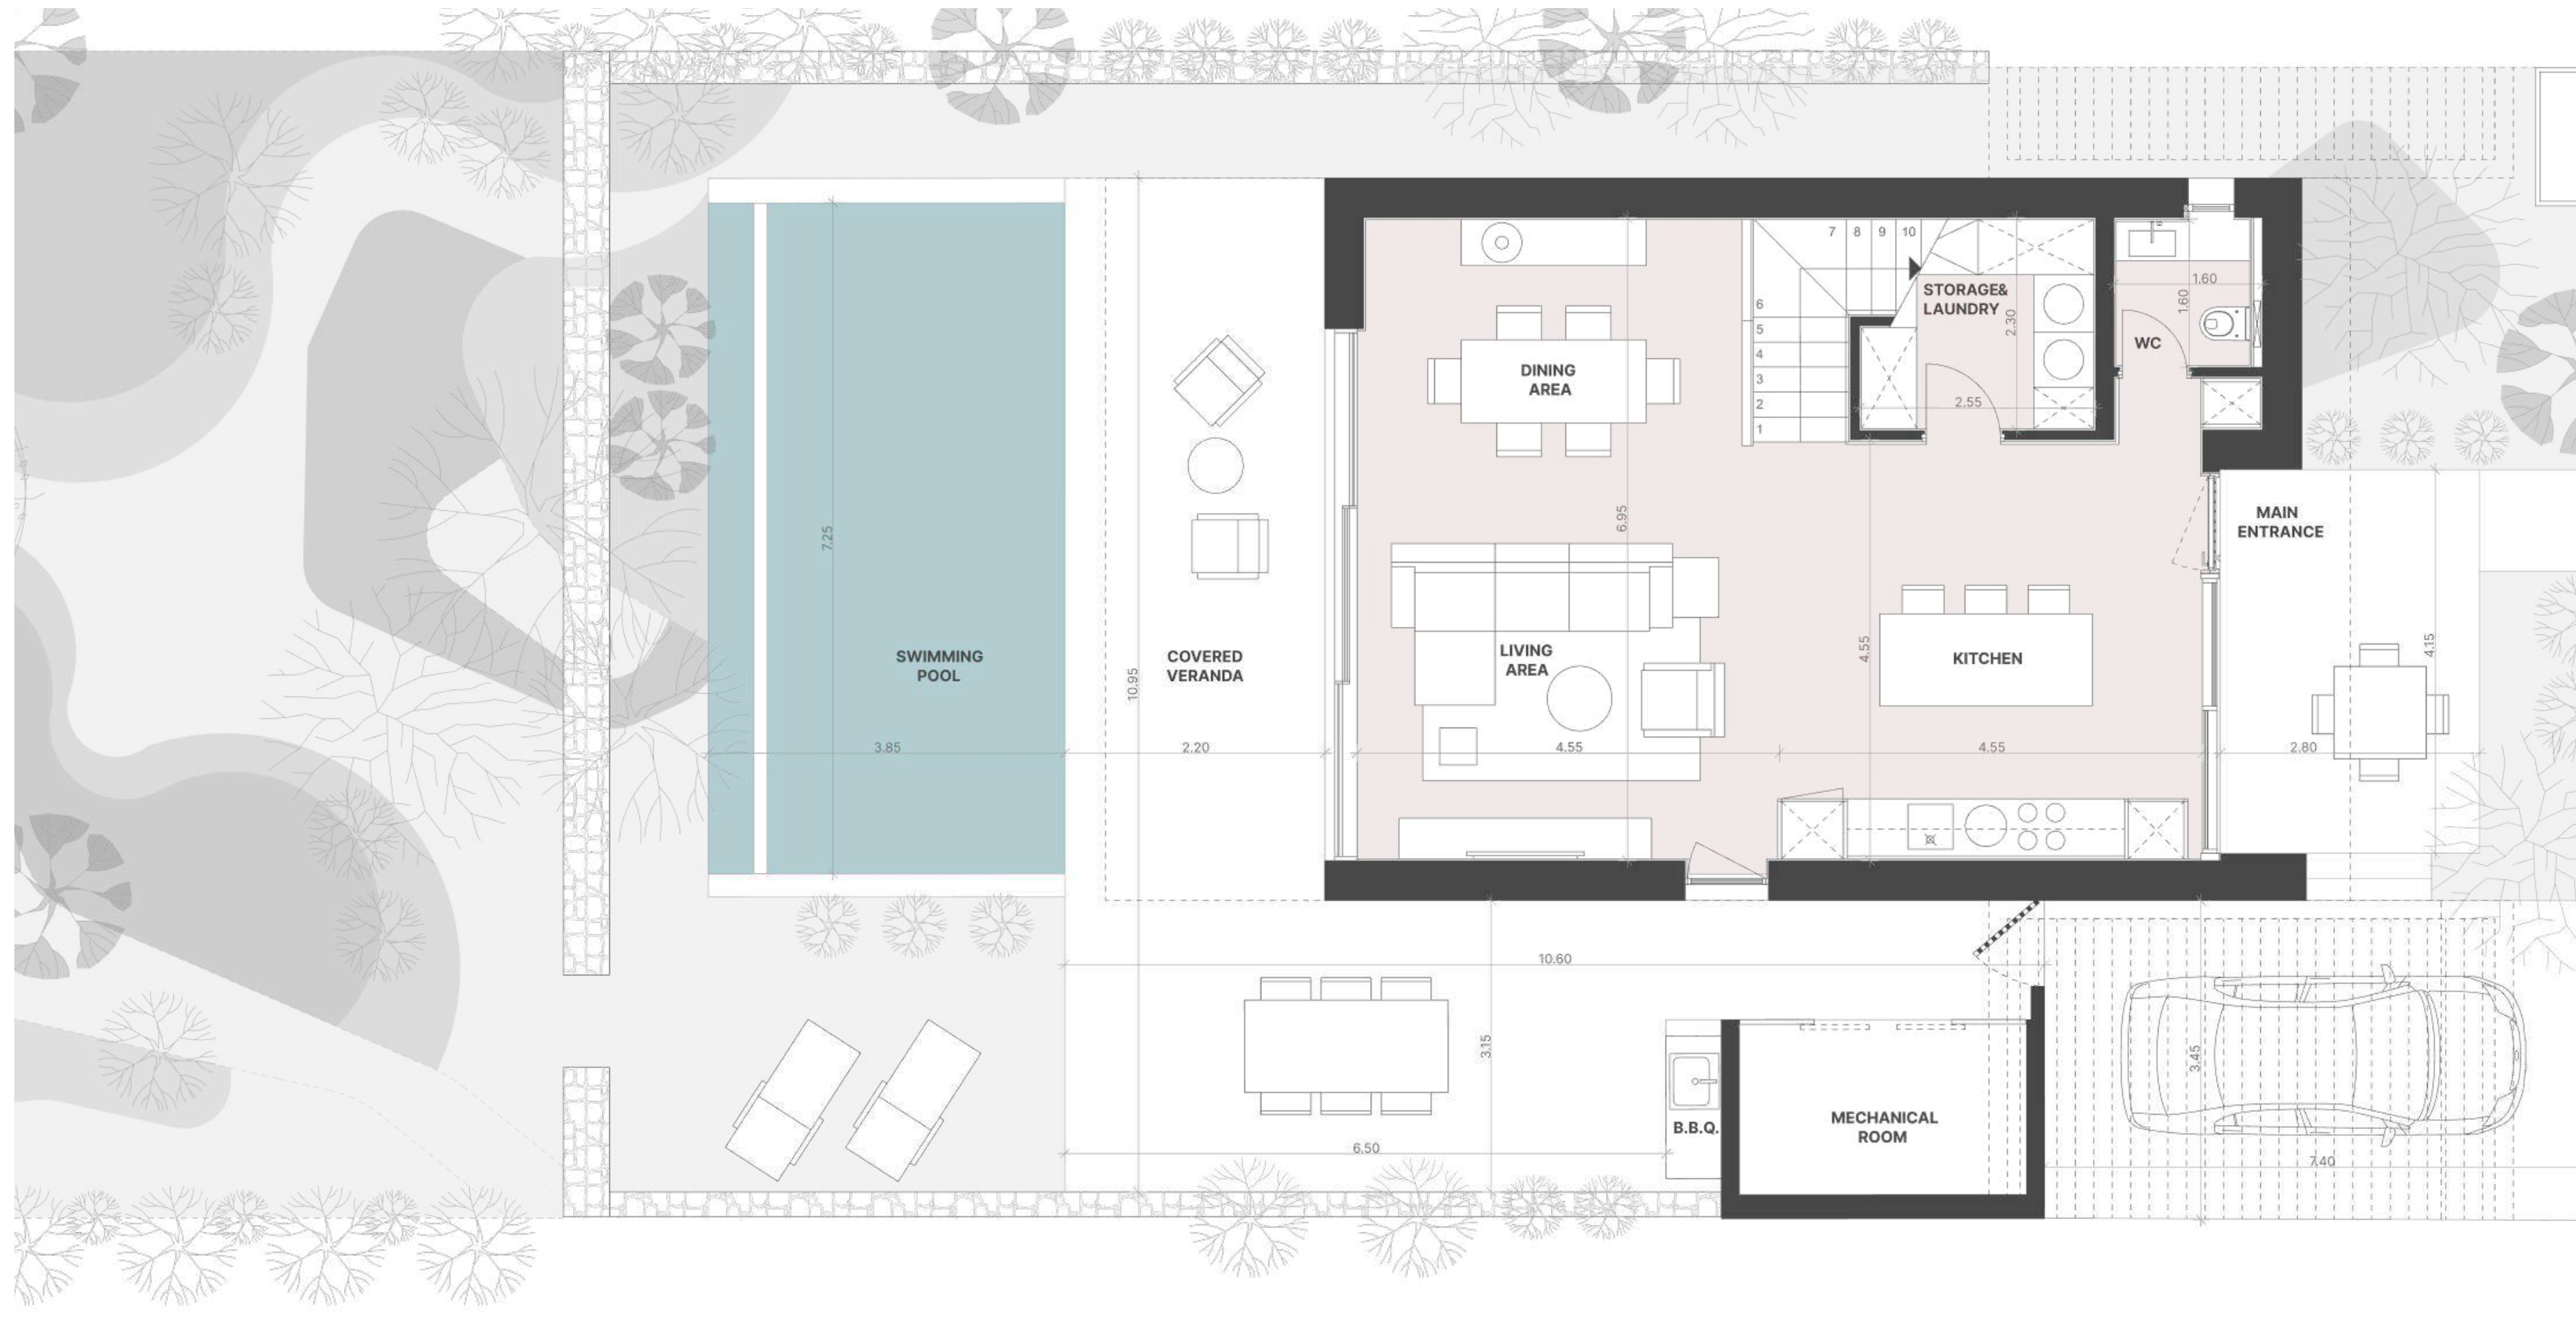 7 8 9 10
6
5
4
3
2
1
STORAGE&
LAUNDRY
2.30
2.55
1.60
1.60
WC
DINING
AREA
7.25
6.95
MAIN
ENTRANCE
SWIMMING
POOL
COVERED
VERANDA
10.95
LIVING
AREA
4.55
KITCHEN
4.15
3.85
2.20
4.55
4.55
2.80
10.60
3.15
3.45
B.B.Q.
MECHANICAL
ROOM
6.50
7.40